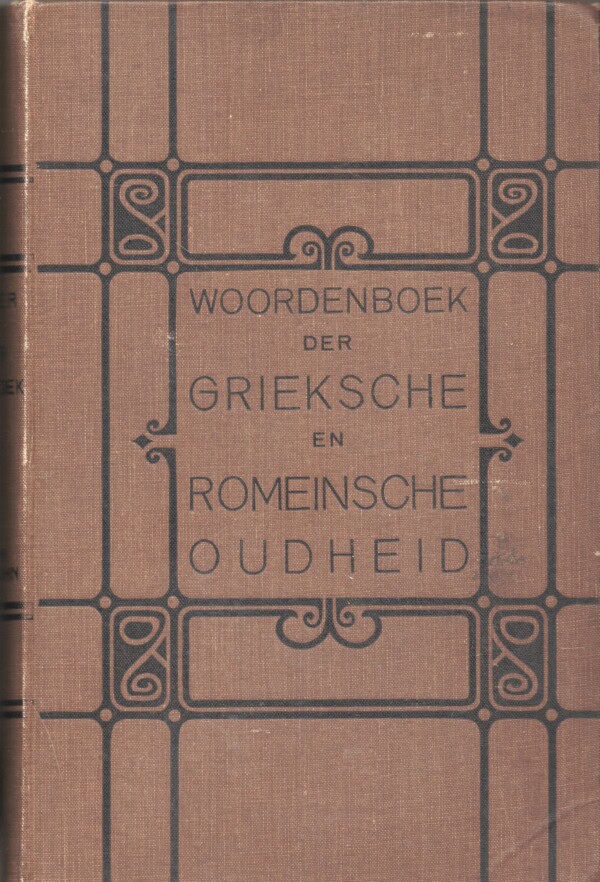 WOORDENBOEK
DER
GRIEKSCHE
EN
ROMEINSCHE
OUDHEID